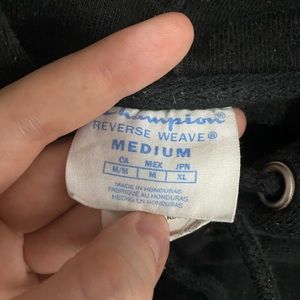 Champion
REVERSE WEAVE®
MEDIUM
CA MEX JPN
M/M M XL
MADE IN HONDURAS
FABRIQUÉ AU HONDURAS
HECHO EN HONDURAS